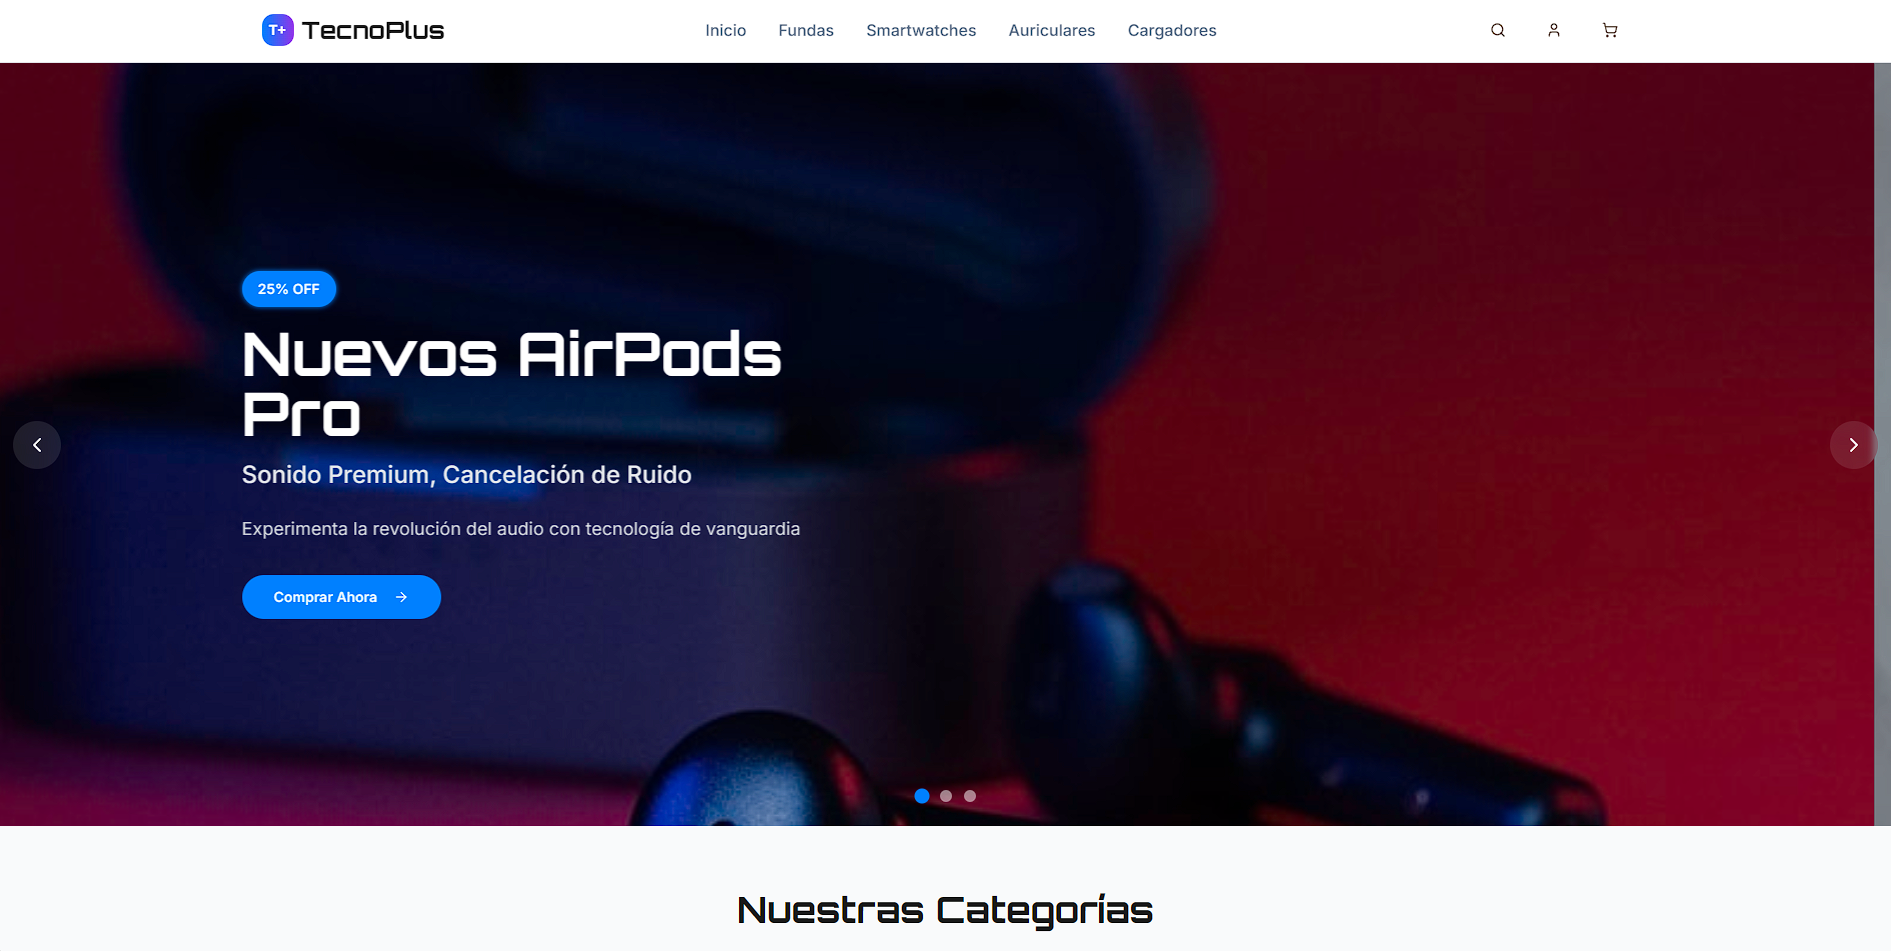 T+ TecnoPlus
Inicio Fundas Smartwatches Auriculares Cargadores
25% OFF
Nuevos AirPods
Pro
Sonido Premium, Cancelación de Ruido
Experimenta la revolución del audio con tecnología de vanguardia
Comprar Ahora
Nuestras Categorías